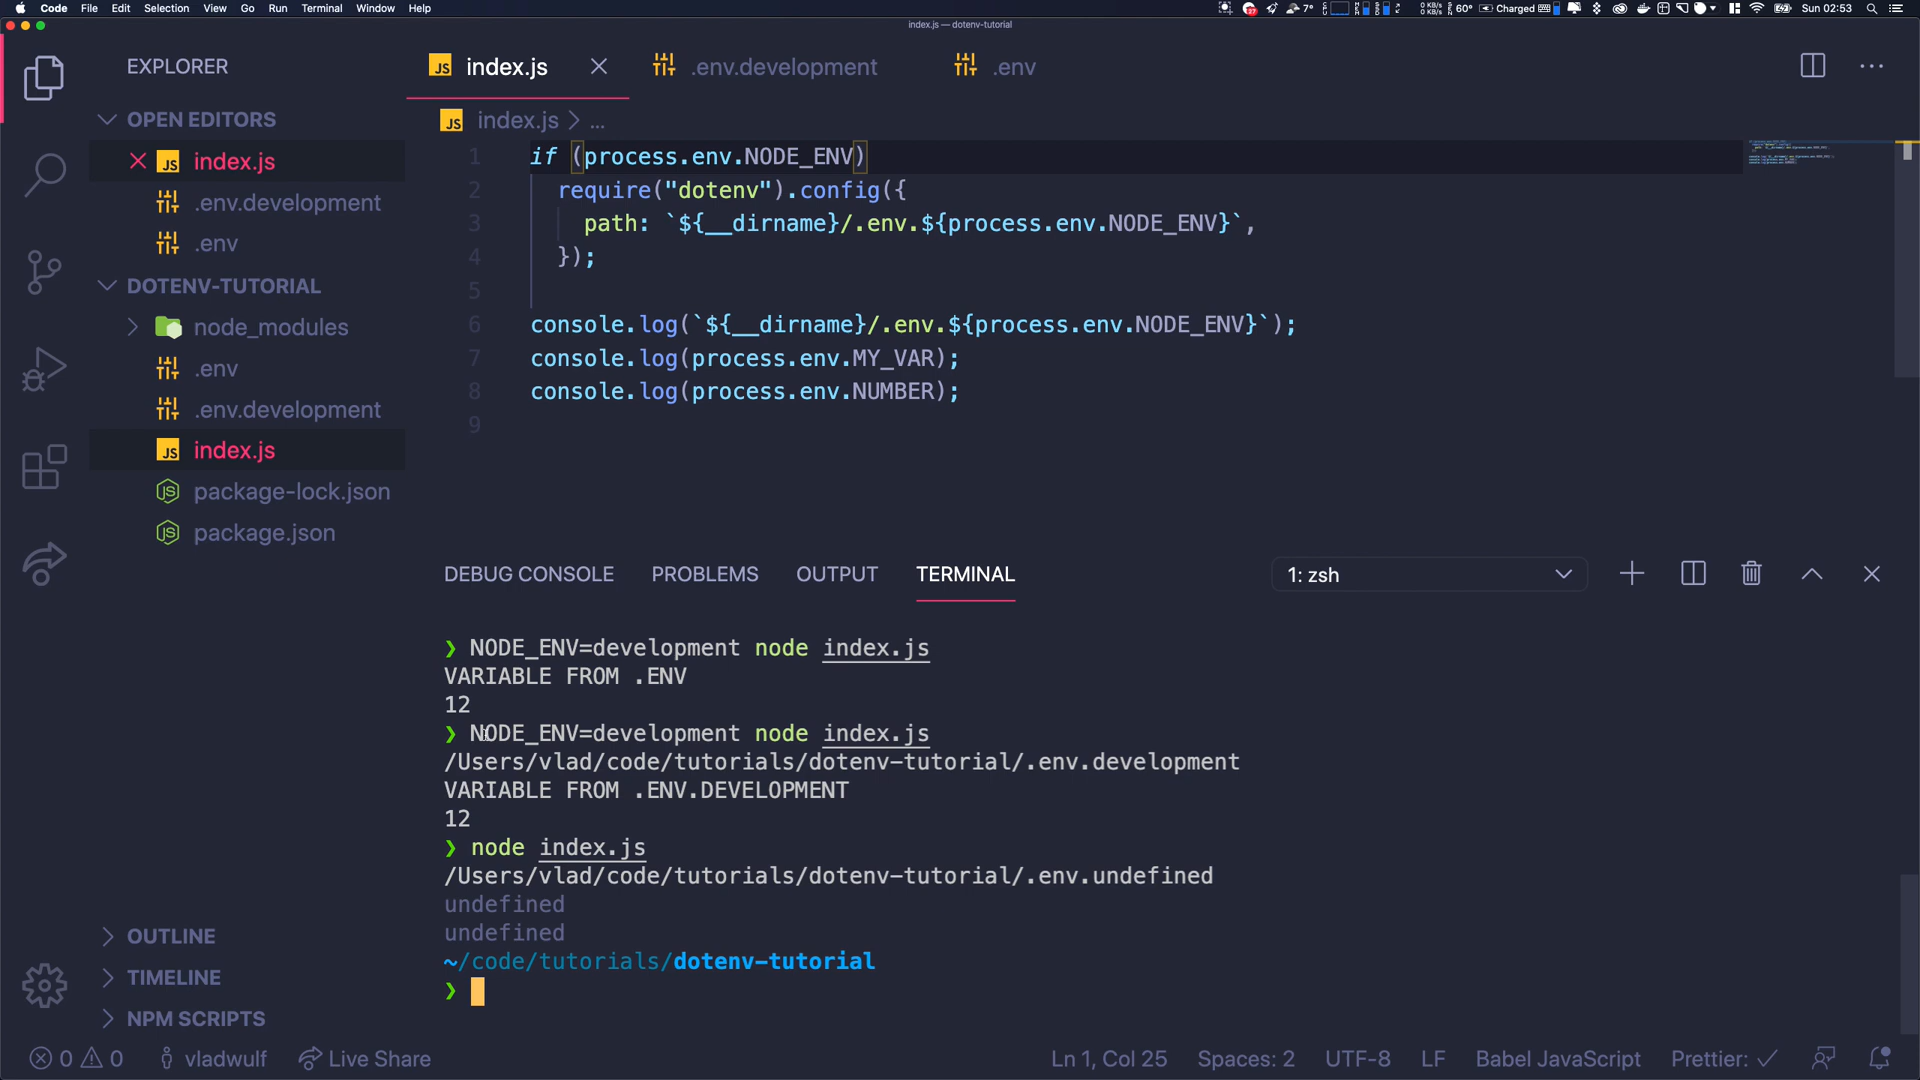 Code File Edit Selection View Go Run Terminal Window Help
7° 60° Charged Sun 02:53
index.js — dotenv-tutorial
EXPLORER
OPEN EDITORS
index.js
.env.development
.env
DOTENV-TUTORIAL
node_modules
.env
.env.development
index.js
package-lock.json
package.json
OUTLINE
TIMELINE
NPM SCRIPTS
index.js .env.development .env
index.js > ...
1 if (process.env.NODE_ENV)
2 require("dotenv").config({
3 path: `${__dirname}/.env.${process.env.NODE_ENV}`,
4 });
5
6 console.log(`${__dirname}/.env.${process.env.NODE_ENV}`);
7 console.log(process.env.MY_VAR);
8 console.log(process.env.NUMBER);
9
DEBUG CONSOLE PROBLEMS OUTPUT TERMINAL 1: zsh
❯ NODE_ENV=development node index.js
VARIABLE FROM .ENV
12
❯ NODE_ENV=development node index.js
/Users/vlad/code/tutorials/dotenv-tutorial/.env.development
VARIABLE FROM .ENV.DEVELOPMENT
12
❯ node index.js
/Users/vlad/code/tutorials/dotenv-tutorial/.env.undefined
undefined
undefined
~/code/tutorials/dotenv-tutorial
❯
0 0 vladwulf Live Share Ln 1, Col 25 Spaces: 2 UTF-8 LF Babel JavaScript Prettier: ✓